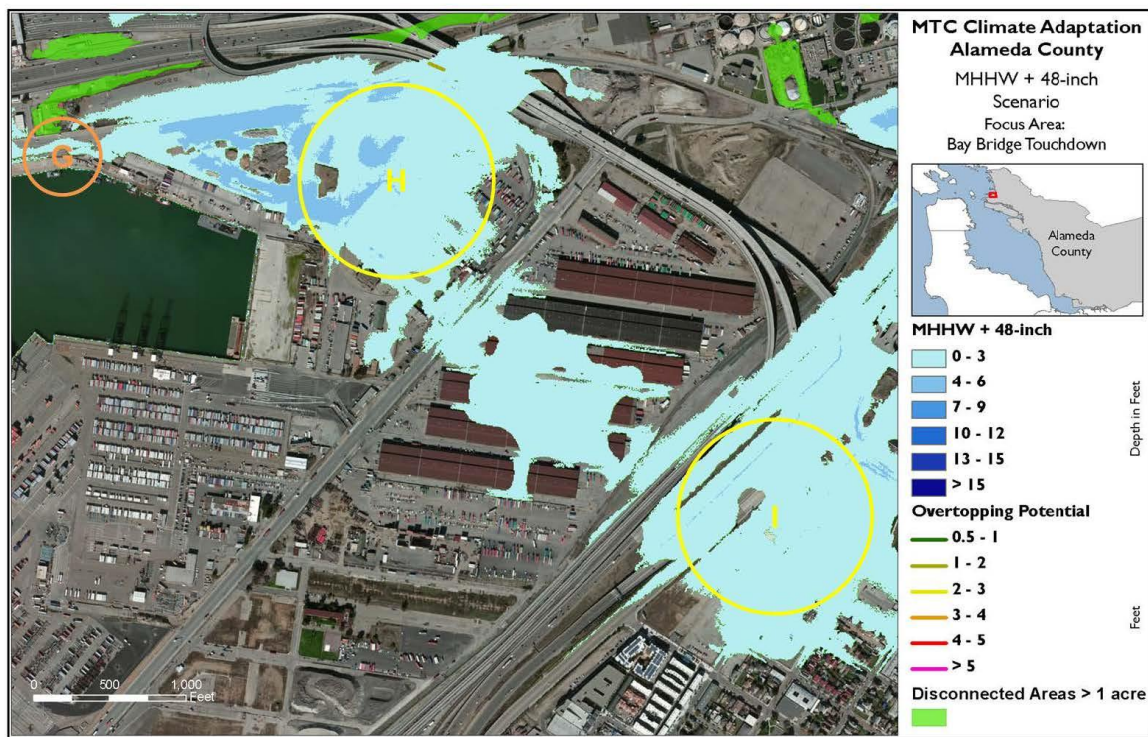 MTC Climate Adaptation
Alameda County
MHHW + 48-inch
Scenario
Focus Area:
Bay Bridge Touchdown
Alameda
County
MHHW + 48-inch
0 - 3
4 - 6
7 - 9
10 - 12
13 - 15
> 15
Depth in Feet
Overtopping Potential
0.5 - 1
1 - 2
2 - 3
3 - 4
4 - 5
> 5
Feet
Disconnected Areas > 1 acre
G
H
I
0 500 1,000
Feet